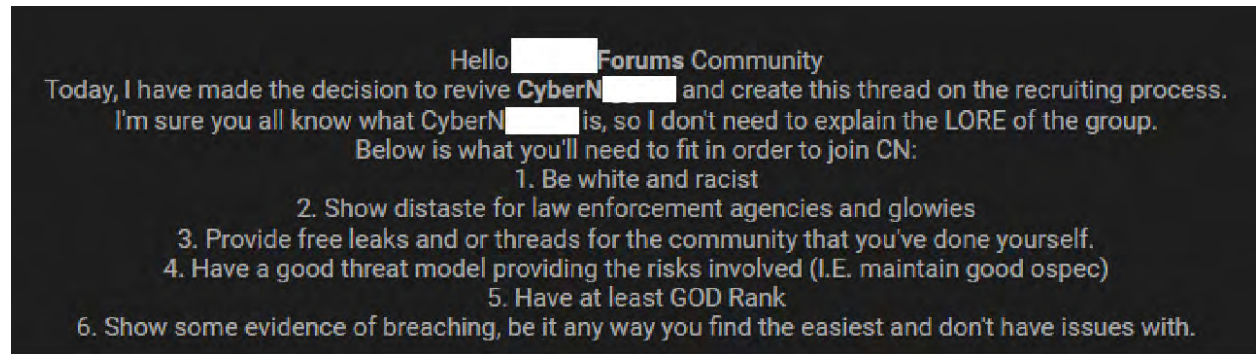 Hello Forums Community
Today, I have made the decision to revive CyberN and create this thread on the recruiting process.
I'm sure you all know what CyberN is, so I don't need to explain the LORE of the group.
Below is what you'll need to fit in order to join CN:
1. Be white and racist
2. Show distaste for law enforcement agencies and glowies
3. Provide free leaks and or threads for the community that you've done yourself.
4. Have a good threat model providing the risks involved (I.E. maintain good ospec)
5. Have at least GOD Rank
6. Show some evidence of breaching, be it any way you find the easiest and don't have issues with.